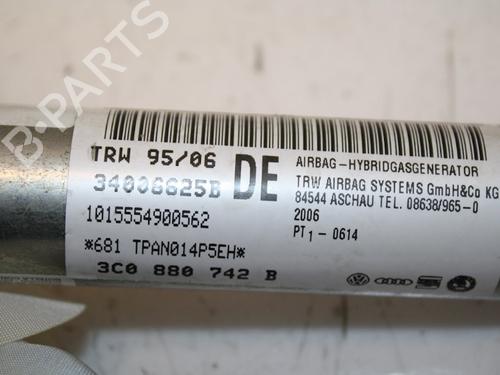 B-PARTS
TRW 95/06
34008625B
DE
1015554900562
*681 TPAN014P5EH*
3C0 880 742 B
AIRBAG-HYBRIDGASGENERATOR
TRW AIRBAG SYSTEMS GmbH&Co KG
84544 ASCHAU TEL. 08638/965-0
2006
PT1- 0614